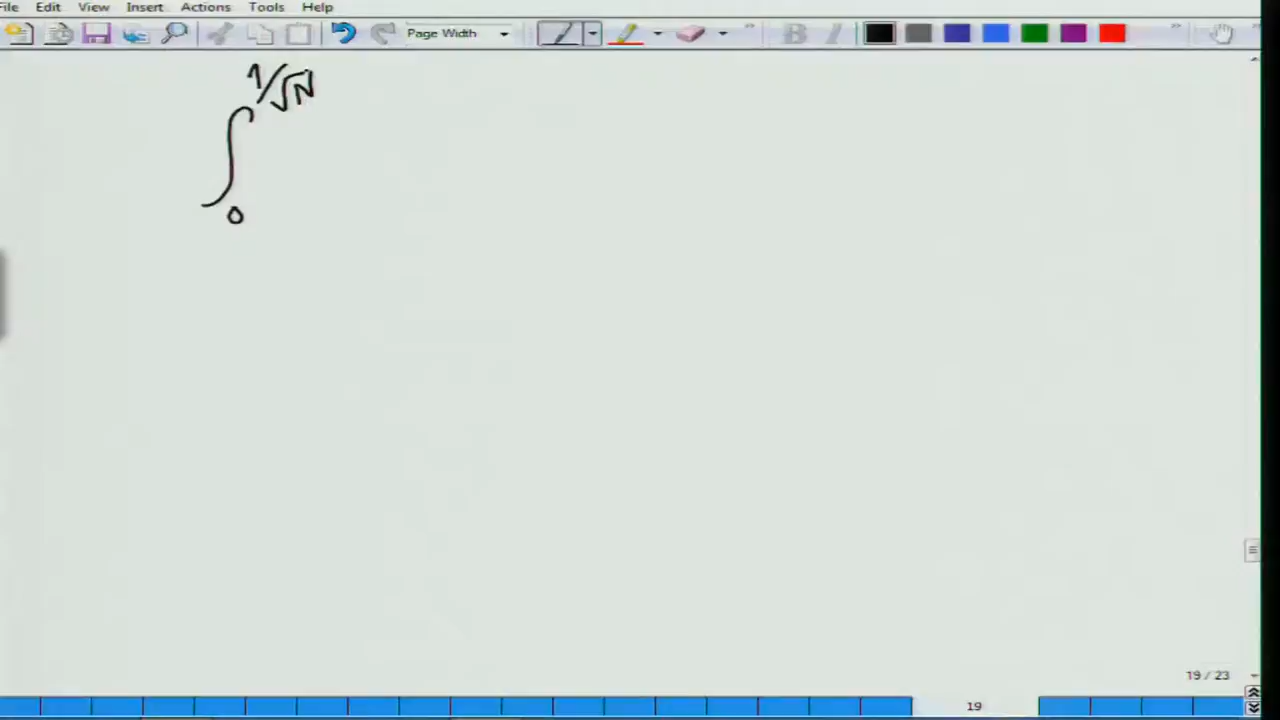 File Edit View Insert Actions Tools Help
Page Width
B I
1/√N
∫
0
19 / 23
19